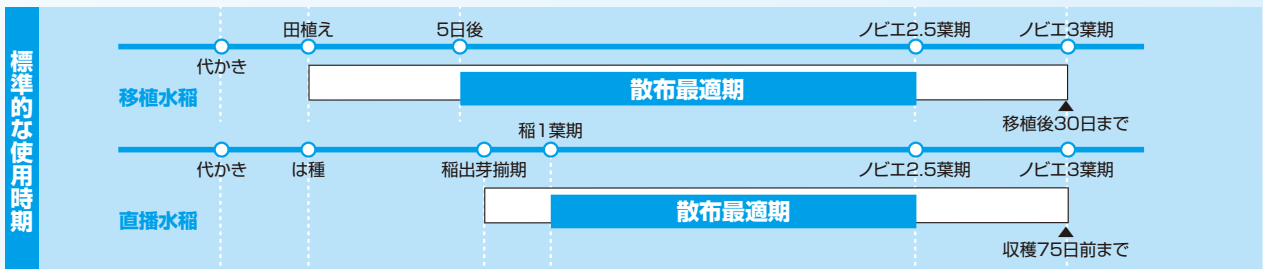 標準的な使用時期
田植え 5日後 ノビエ2.5葉期 ノビエ3葉期
代かき
移植水稲
散布最適期
移植後30日まで
稲1葉期
代かき は種 稲出芽揃期 ノビエ2.5葉期 ノビエ3葉期
直播水稲
散布最適期
収穫75日前まで